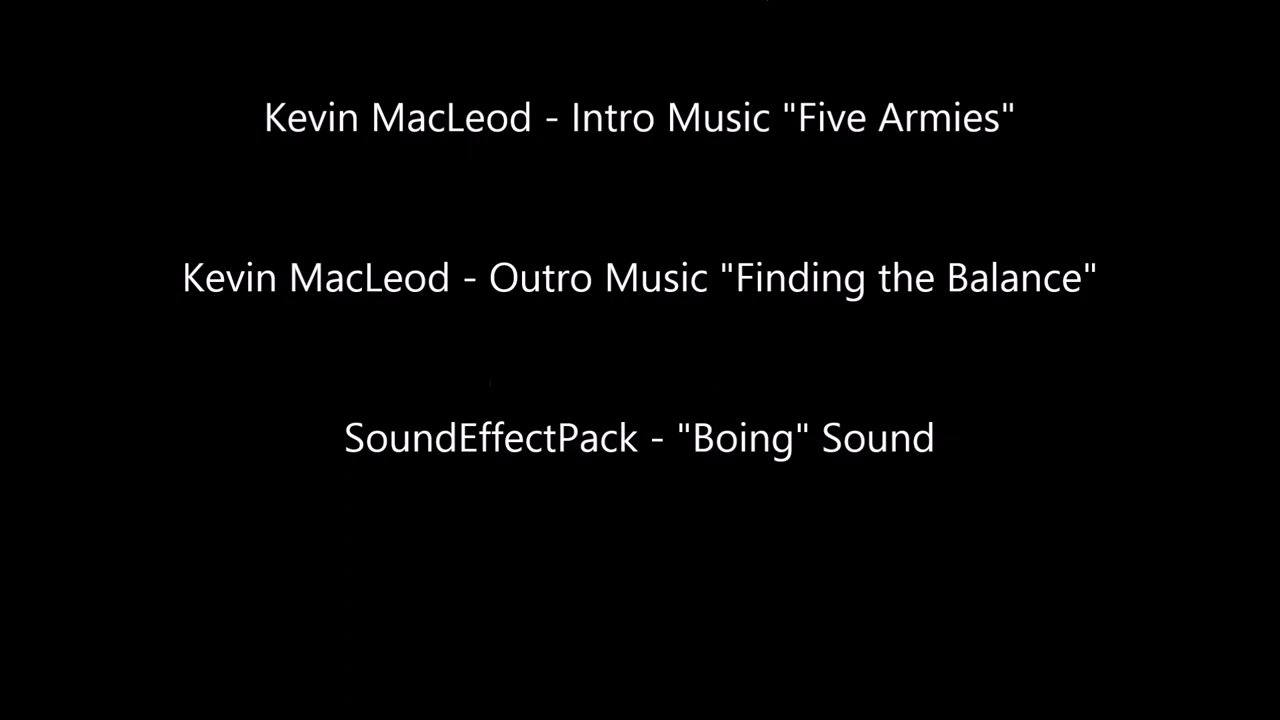 Kevin MacLeod - Intro Music "Five Armies"
Kevin MacLeod - Outro Music "Finding the Balance"
SoundEffectPack - "Boing" Sound